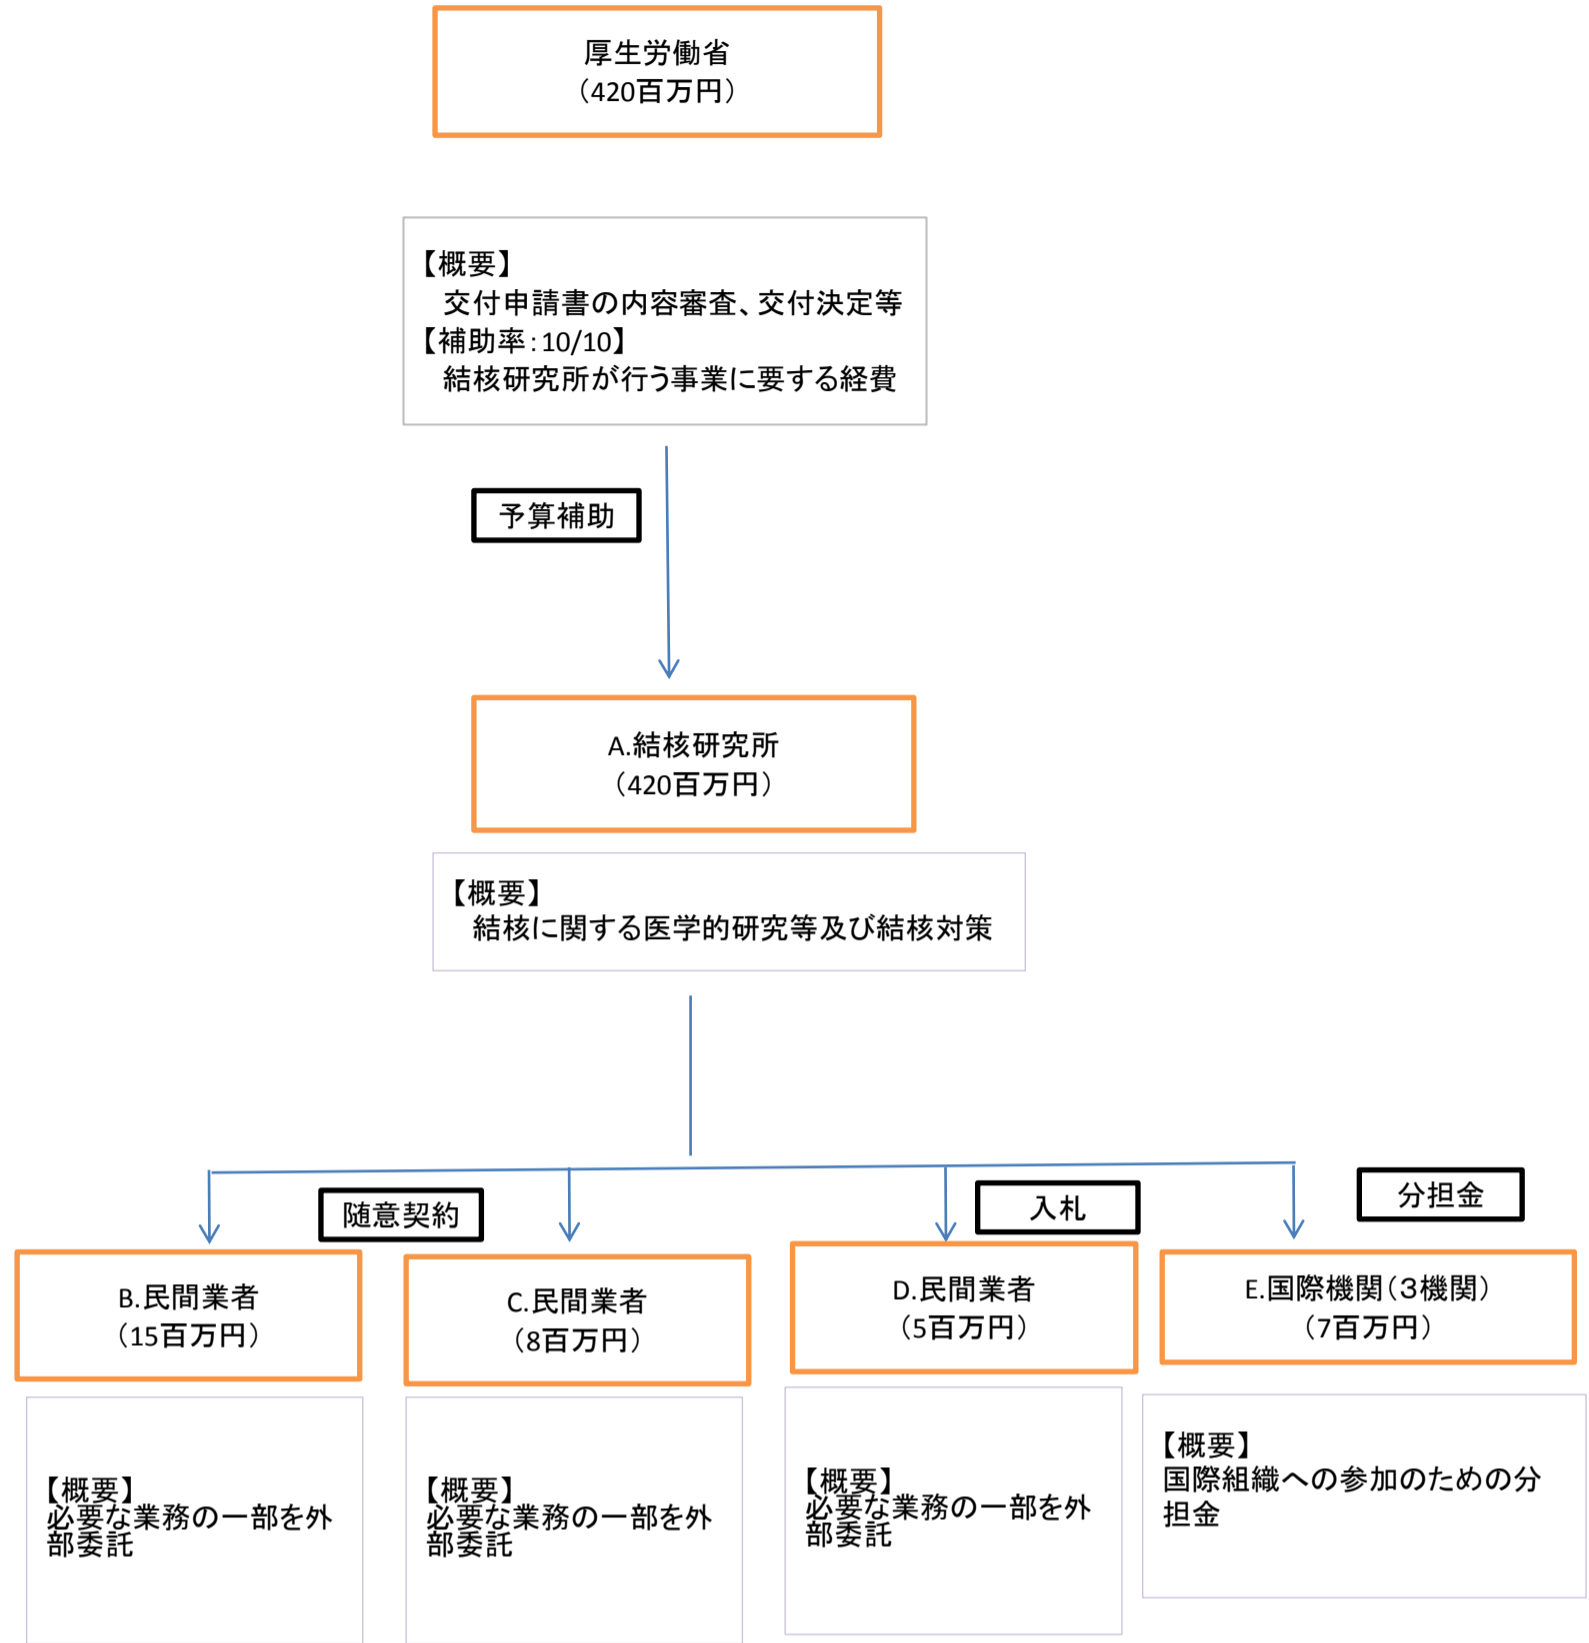 厚生労働省
（420百万円）
【概要】
交付申請書の内容審査、交付決定等
【補助率：10/10】
結核研究所が行う事業に要する経費
予算補助
A.結核研究所
（420百万円）
【概要】
結核に関する医学的研究等及び結核対策
随意契約
入札
分担金
B.民間業者
（15百万円）
C.民間業者
（8百万円）
D.民間業者
（5百万円）
E.国際機関（３機関）
（7百万円）
【概要】
必要な業務の一部を外
部委託
【概要】
必要な業務の一部を外
部委託
【概要】
必要な業務の一部を外
部委託
【概要】
国際組織への参加のための分
担金